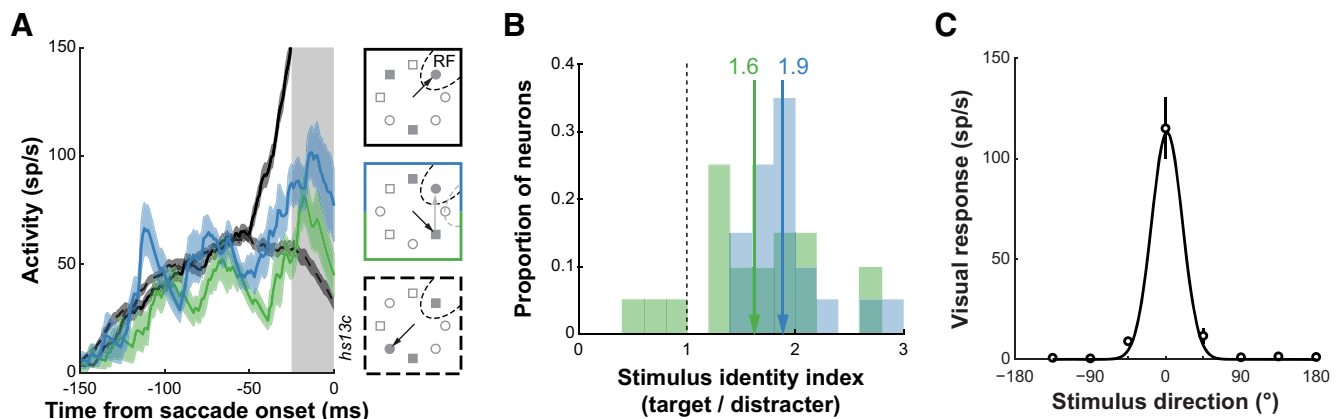 A
B
C
Activity (sp/s)
150
100
50
0
-150
-100
-50
0
Time from saccade onset (ms)
RF
hs13c
Proportion of neurons
0.4
0.3
0.2
0.1
0
1.6
1.9
0
1
2
3
Stimulus identity index
(target / distracter)
Visual response (sp/s)
150
100
50
0
−180
−90
0
90
180
Stimulus direction (°)